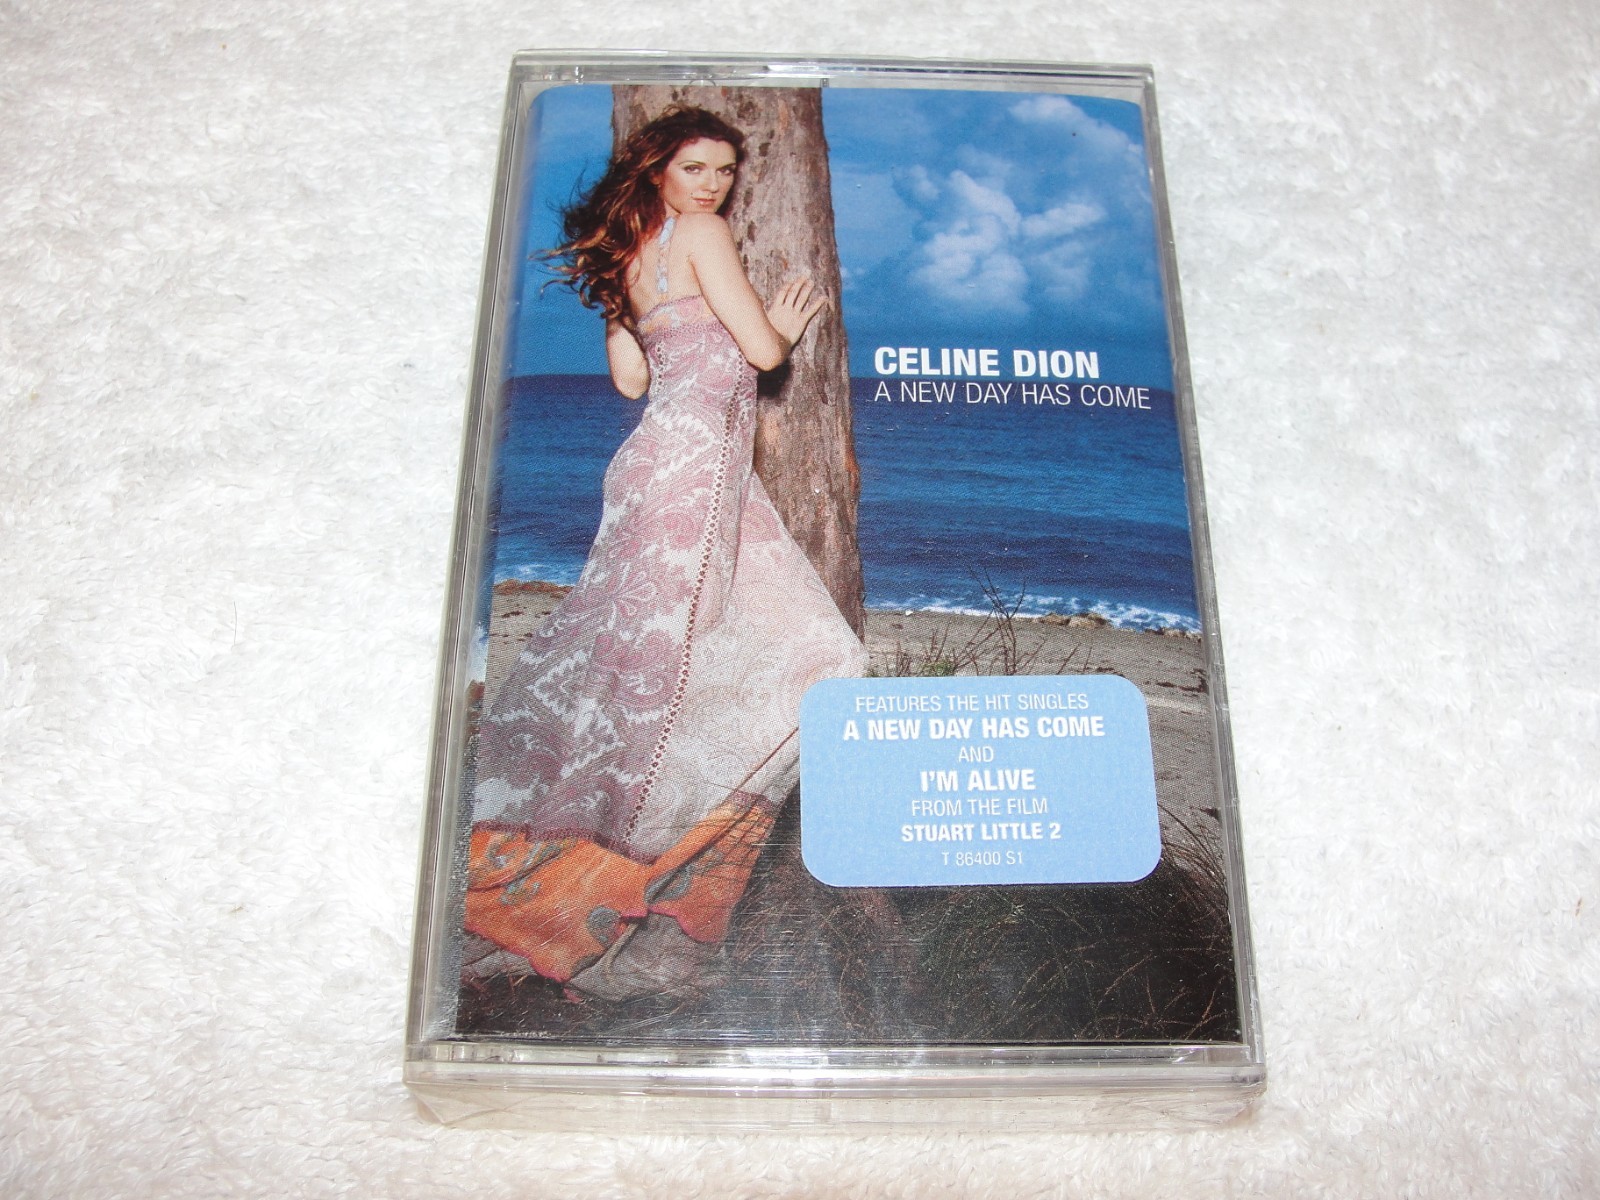 CELINE DION
A NEW DAY HAS COME
FEATURES THE HIT SINGLES
A NEW DAY HAS COME
AND
I'M ALIVE
FROM THE FILM
STUART LITTLE 2
T 86400 S1